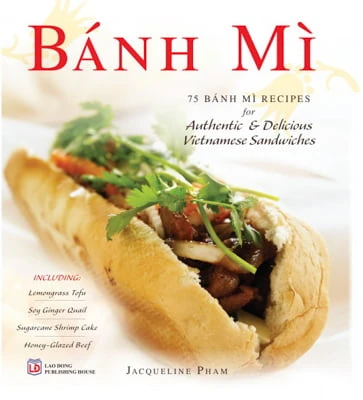 BÁNH MÌ
75 BÁNH MÌ RECIPES
for
Authentic & Delicious
Vietnamese Sandwiches
INCLUDING:
Lemongrass Tofu
Soy Ginger Quail
Sugarcane Shrimp Cake
Honey-Glazed Beef
LĐ
LAO DONG
PUBLISHING HOUSE
JACQUELINE PHAM